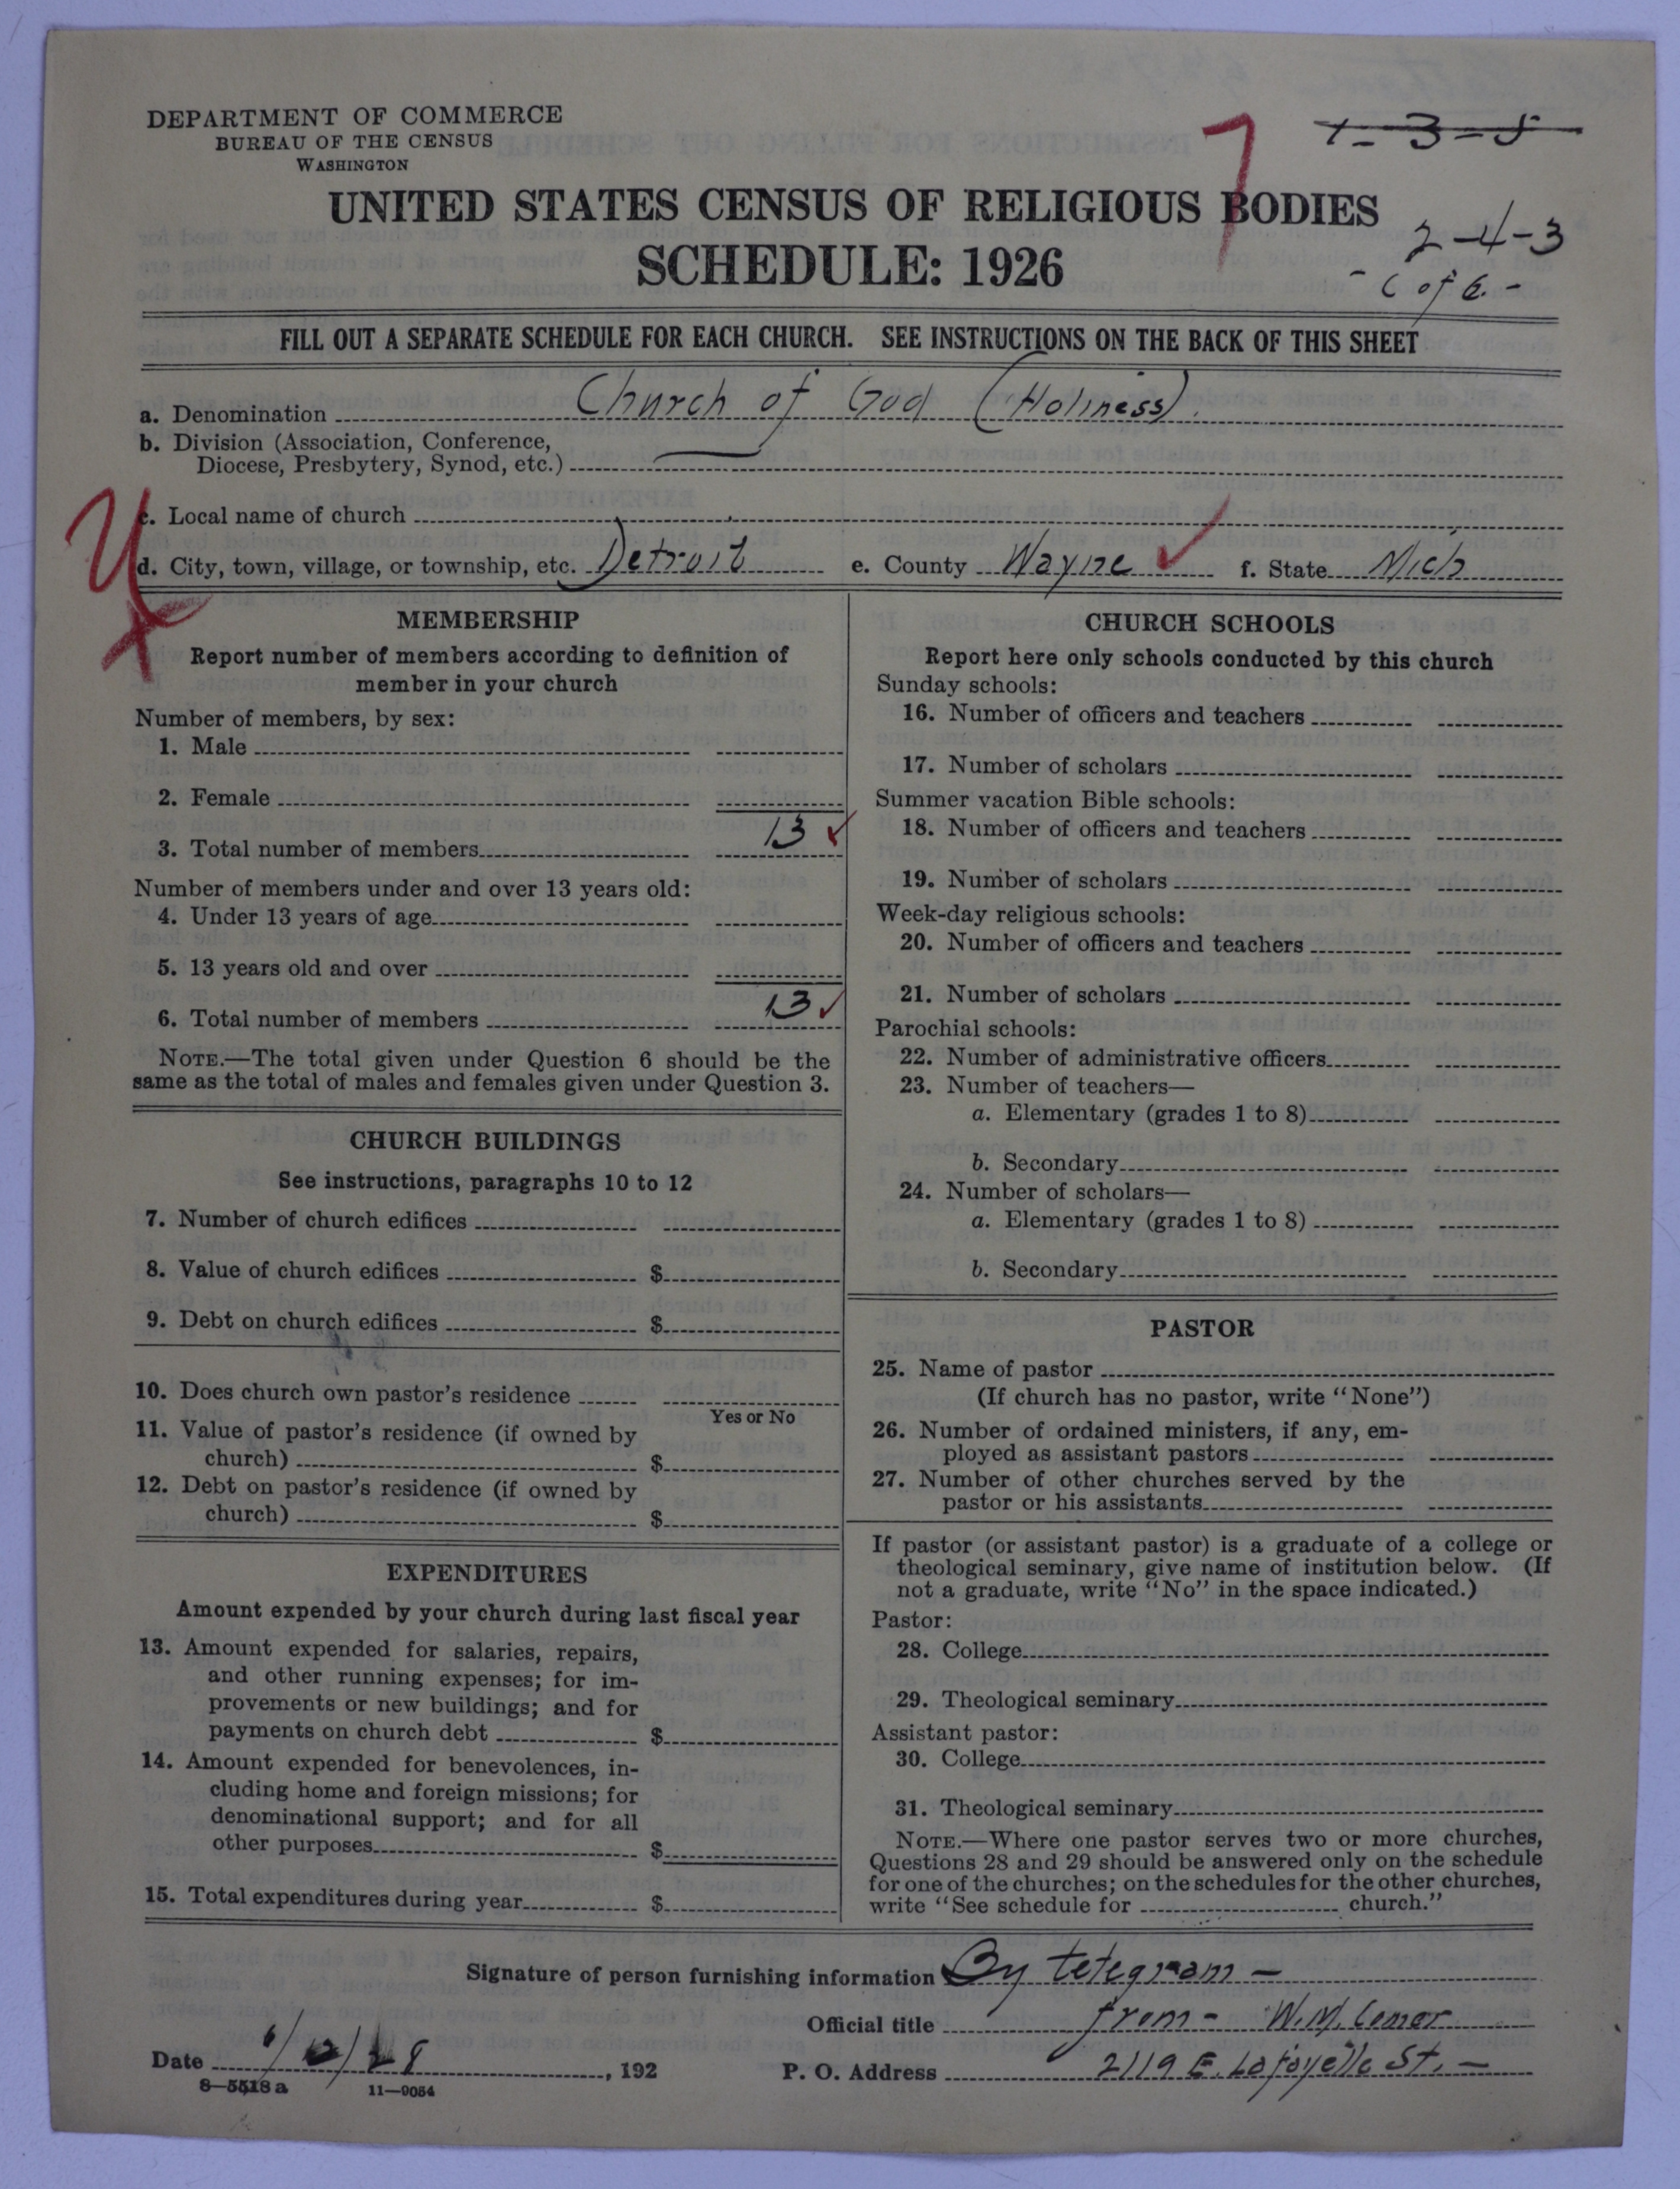 DEPARTMENT OF COMMERCE
BUREAU OF THE CENSUS
WASHINGTON
7
1-3-5
UNITED STATES CENSUS OF RELIGIOUS BODIES
2-4-3
SCHEDULE: 1926
- C of G. -
FILL OUT A SEPARATE SCHEDULE FOR EACH CHURCH. SEE INSTRUCTIONS ON THE BACK OF THIS SHEET
a. Denomination Church of God (Holiness).
b. Division (Association, Conference,
Diocese, Presbytery, Synod, etc.)
c. Local name of church
d. City, town, village, or township, etc. Detroit e. County Wayne ✓ f. State Mich
MEMBERSHIP
Report number of members according to definition of
member in your church
Number of members, by sex:
1. Male
2. Female
3. Total number of members 13 ✓
Number of members under and over 13 years old:
4. Under 13 years of age
5. 13 years old and over
6. Total number of members 13 ✓
NOTE.—The total given under Question 6 should be the
same as the total of males and females given under Question 3.
CHURCH BUILDINGS
See instructions, paragraphs 10 to 12
7. Number of church edifices
8. Value of church edifices $
9. Debt on church edifices $
10. Does church own pastor's residence
Yes or No
11. Value of pastor's residence (if owned by
church) $
12. Debt on pastor's residence (if owned by
church) $
EXPENDITURES
Amount expended by your church during last fiscal year
13. Amount expended for salaries, repairs,
and other running expenses; for im-
provements or new buildings; and for
payments on church debt $
14. Amount expended for benevolences, in-
cluding home and foreign missions; for
denominational support; and for all
other purposes $
15. Total expenditures during year $
CHURCH SCHOOLS
Report here only schools conducted by this church
Sunday schools:
16. Number of officers and teachers
17. Number of scholars
Summer vacation Bible schools:
18. Number of officers and teachers
19. Number of scholars
Week-day religious schools:
20. Number of officers and teachers
21. Number of scholars
Parochial schools:
22. Number of administrative officers
23. Number of teachers—
a. Elementary (grades 1 to 8)
b. Secondary
24. Number of scholars—
a. Elementary (grades 1 to 8)
b. Secondary
PASTOR
25. Name of pastor
(If church has no pastor, write "None")
26. Number of ordained ministers, if any, em-
ployed as assistant pastors
27. Number of other churches served by the
pastor or his assistants
If pastor (or assistant pastor) is a graduate of a college or
theological seminary, give name of institution below. (If
not a graduate, write "No" in the space indicated.)
Pastor:
28. College
29. Theological seminary
Assistant pastor:
30. College
31. Theological seminary
NOTE.—Where one pastor serves two or more churches,
Questions 28 and 29 should be answered only on the schedule
for one of the churches; on the schedules for the other churches,
write "See schedule for church."
Signature of person furnishing information By telegram -
Official title from - W.M.
Date , 192
P. O. Address 2119 E. Lafayette St. -
8-5518a 11-9054